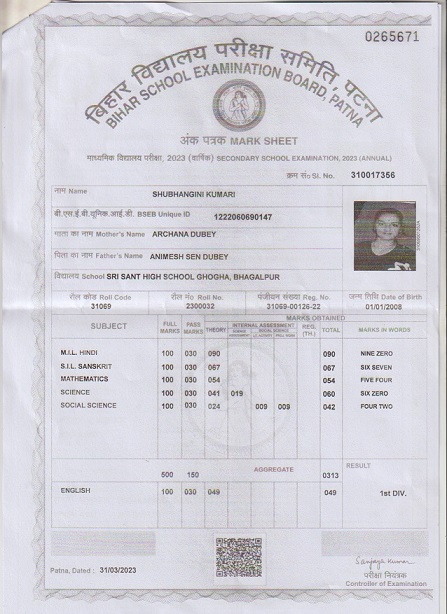 0265671
बिहार विद्यालय परीक्षा समिति, पटना
BIHAR SCHOOL EXAMINATION BOARD, PATNA
अंक पत्रक MARK SHEET
माध्यमिक विद्यालय परीक्षा, 2023 (वार्षिक) SECONDARY SCHOOL EXAMINATION, 2023 (ANNUAL)
क्रम सं० Sl. No. 310017356
नाम Name SHUBHANGINI KUMARI
बी.एस.ई.बी.यूनिक.आई.डी. BSEB Unique ID 1222060690147
माता का नाम Mother's Name ARCHANA DUBEY
पिता का नाम Father's Name ANIMESH SEN DUBEY
विद्यालय School SRI SANT HIGH SCHOOL GHOGHA, BHAGALPUR
रौल कोड Roll Code रौल न० Roll No. पंजीयन संख्या Reg. No. जन्म तिथि Date of Birth
31069 2300032 31069-00126-22 01/01/2008
MARKS OBTAINED
SUBJECT FULL MARKS PASS MARKS THEORY INTERNAL ASSESSMENT REG. (TH.) TOTAL MARKS IN WORDS
M.I.L. HINDI 100 030 090 090 NINE ZERO
S.I.L. SANSKRIT 100 030 067 067 SIX SEVEN
MATHEMATICS 100 030 054 054 FIVE FOUR
SCIENCE 100 030 041 019 060 SIX ZERO
SOCIAL SCIENCE 100 030 024 009 009 042 FOUR TWO
500 150 AGGREGATE 0313 RESULT
ENGLISH 100 030 049 049 1st DIV.
Patna, Dated : 31/03/2023
Sanjay Kumar
परीक्षा नियंत्रक
Controller of Examination